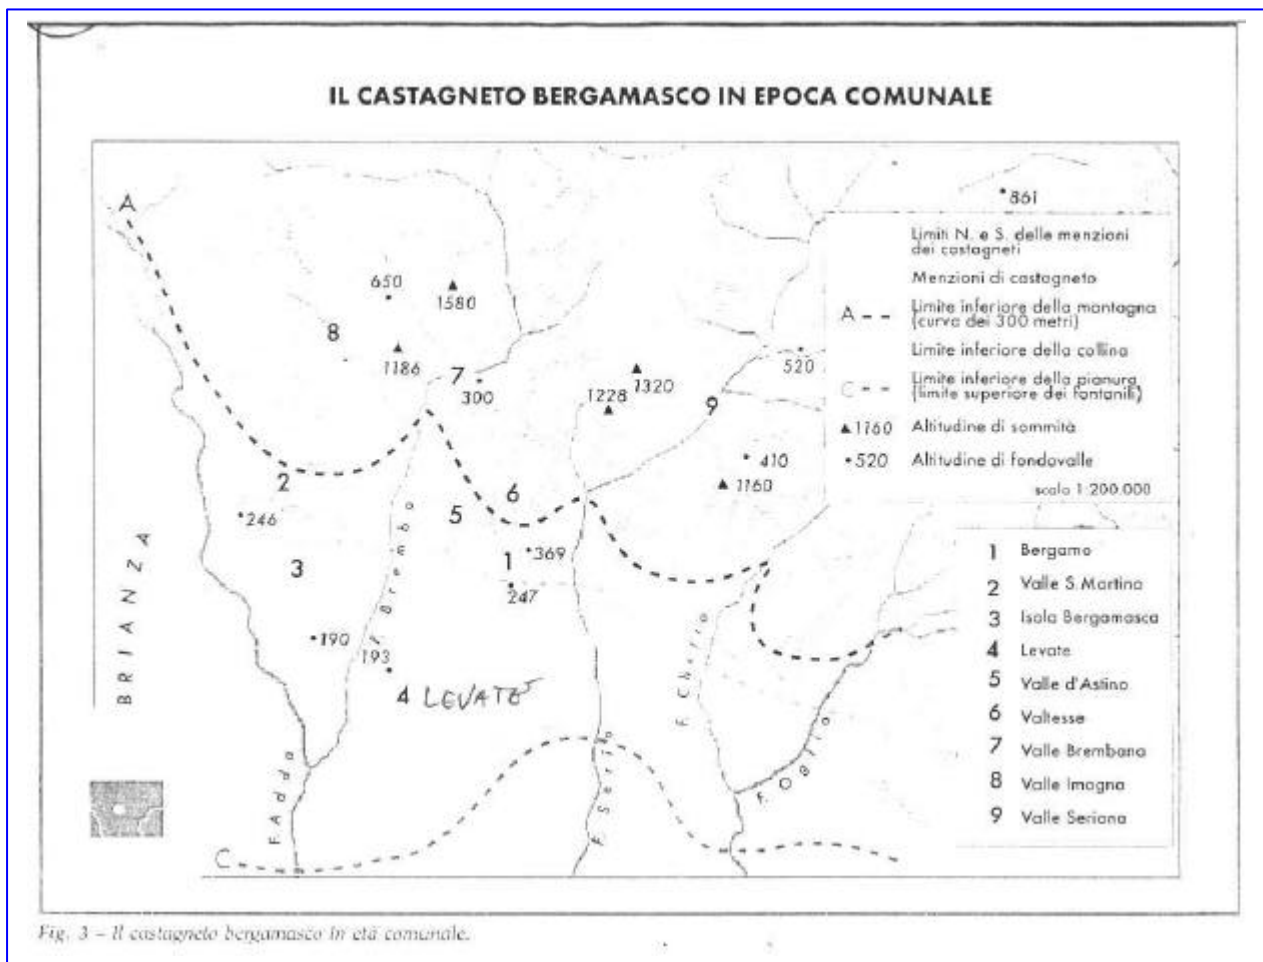 IL CASTAGNETO BERGAMASCO IN EPOCA COMUNALE
A
861
Limiti N. e S. delle menzioni
dei castagneti
Menzioni di castagneto
A Limite inferiore della montagna
(curva dei 300 metri)
Limite inferiore della collina
C Limite inferiore della pianura
(limite superiore dei fontanili)
1160 Altitudine di sommità
520 Altitudine di fondovalle
scala 1:200.000
650
1580
8
1186
7
300
1320
1228
9
520
410
1160
2
246
6
5
369
1
247
3
190
193
4 LEVATE
BRIANZA
F. Brembo
F. Adda
F. Serio
F. Cherio
F. Oglio
C
1 Bergamo
2 Valle S. Martino
3 Isola Bergamasca
4 Levate
5 Valle d'Astino
6 Valtesse
7 Valle Brembana
8 Valle Imagna
9 Valle Seriana
Fig. 3 – Il castagneto bergamasco in età comunale.